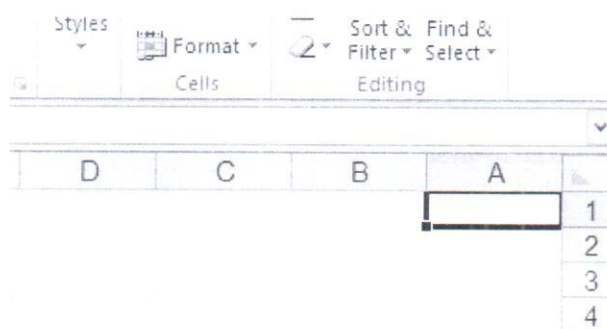 Styles
Format
Sort & Filter
Find & Select
Cells
Editing
D C B A
1
2
3
4